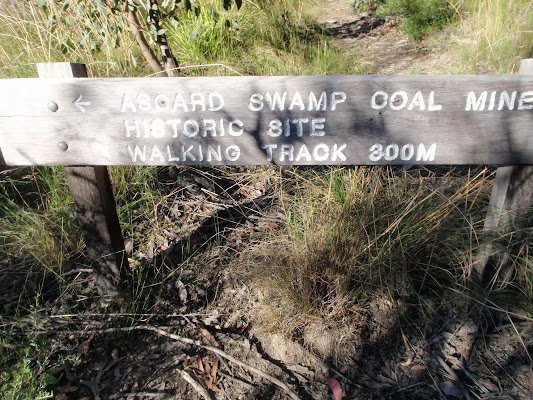 ← ASGARD SWAMP COAL MINE
HISTORIC SITE
WALKING TRACK 300M